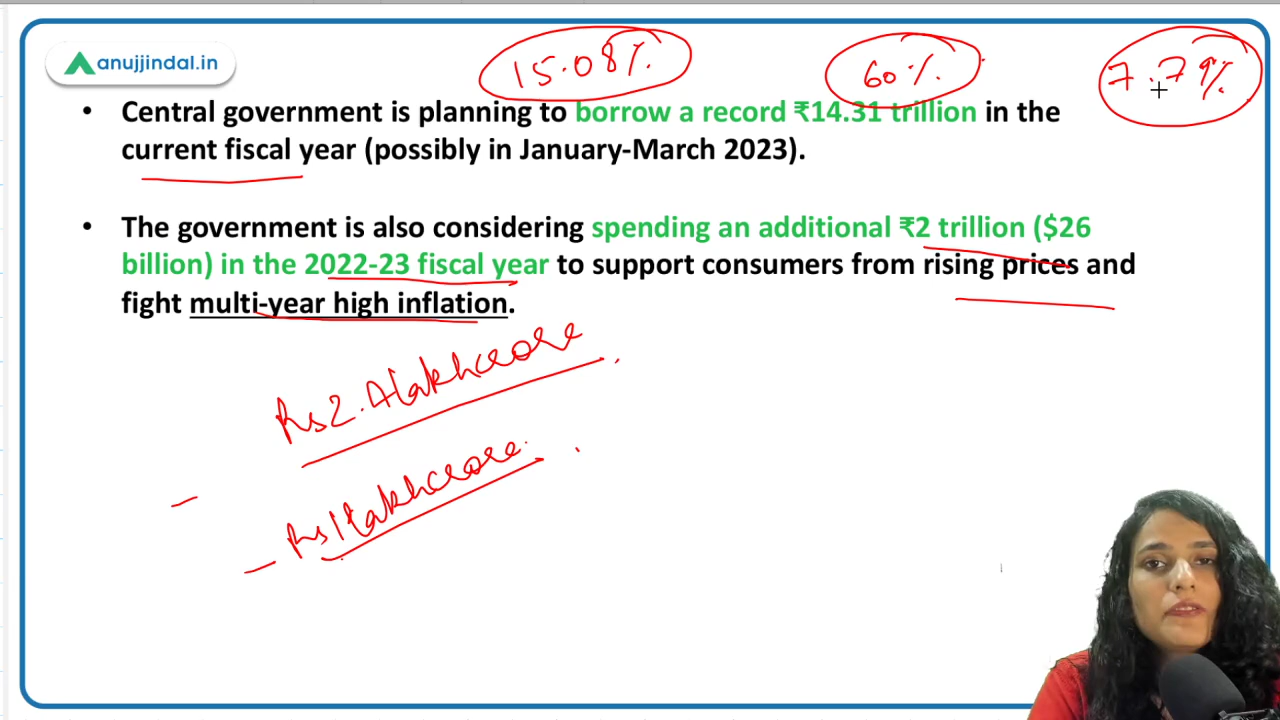 15.08%
60%
7.79%
anujjindal.in
• Central government is planning to borrow a record ₹14.31 trillion in the
current fiscal year (possibly in January-March 2023).
• The government is also considering spending an additional ₹2 trillion ($26
billion) in the 2022-23 fiscal year to support consumers from rising prices and
fight multi-year high inflation.
Rs 2. lakh crore
Rs 1 lakh crore